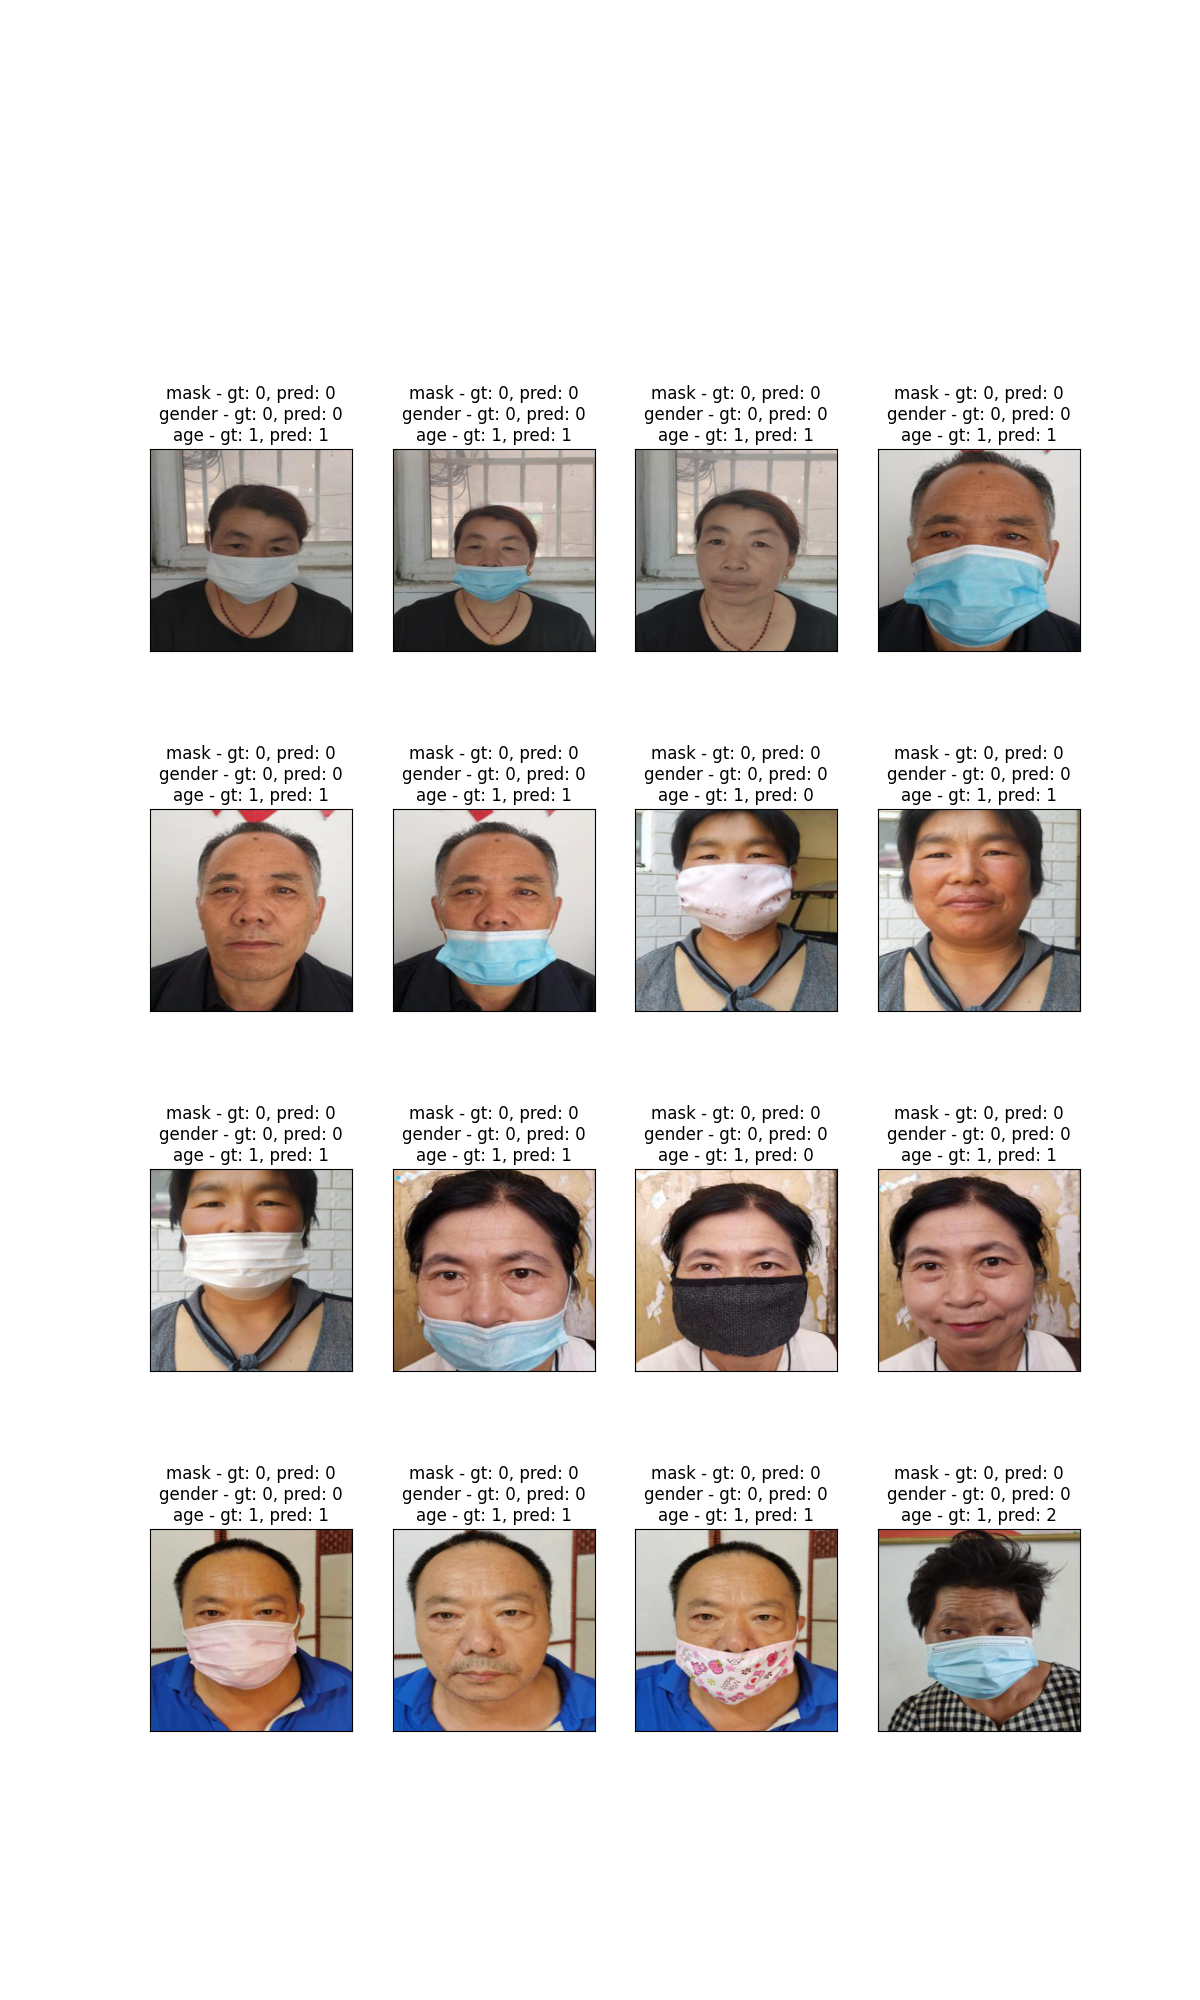 mask - gt: 0, pred: 0
gender - gt: 0, pred: 0
age - gt: 1, pred: 1
mask - gt: 0, pred: 0
gender - gt: 0, pred: 0
age - gt: 1, pred: 1
mask - gt: 0, pred: 0
gender - gt: 0, pred: 0
age - gt: 1, pred: 1
mask - gt: 0, pred: 0
gender - gt: 0, pred: 0
age - gt: 1, pred: 1
mask - gt: 0, pred: 0
gender - gt: 0, pred: 0
age - gt: 1, pred: 1
mask - gt: 0, pred: 0
gender - gt: 0, pred: 0
age - gt: 1, pred: 1
mask - gt: 0, pred: 0
gender - gt: 0, pred: 0
age - gt: 1, pred: 0
mask - gt: 0, pred: 0
gender - gt: 0, pred: 0
age - gt: 1, pred: 1
mask - gt: 0, pred: 0
gender - gt: 0, pred: 0
age - gt: 1, pred: 1
mask - gt: 0, pred: 0
gender - gt: 0, pred: 0
age - gt: 1, pred: 1
mask - gt: 0, pred: 0
gender - gt: 0, pred: 0
age - gt: 1, pred: 0
mask - gt: 0, pred: 0
gender - gt: 0, pred: 0
age - gt: 1, pred: 1
mask - gt: 0, pred: 0
gender - gt: 0, pred: 0
age - gt: 1, pred: 1
mask - gt: 0, pred: 0
gender - gt: 0, pred: 0
age - gt: 1, pred: 1
mask - gt: 0, pred: 0
gender - gt: 0, pred: 0
age - gt: 1, pred: 1
mask - gt: 0, pred: 0
gender - gt: 0, pred: 0
age - gt: 1, pred: 2